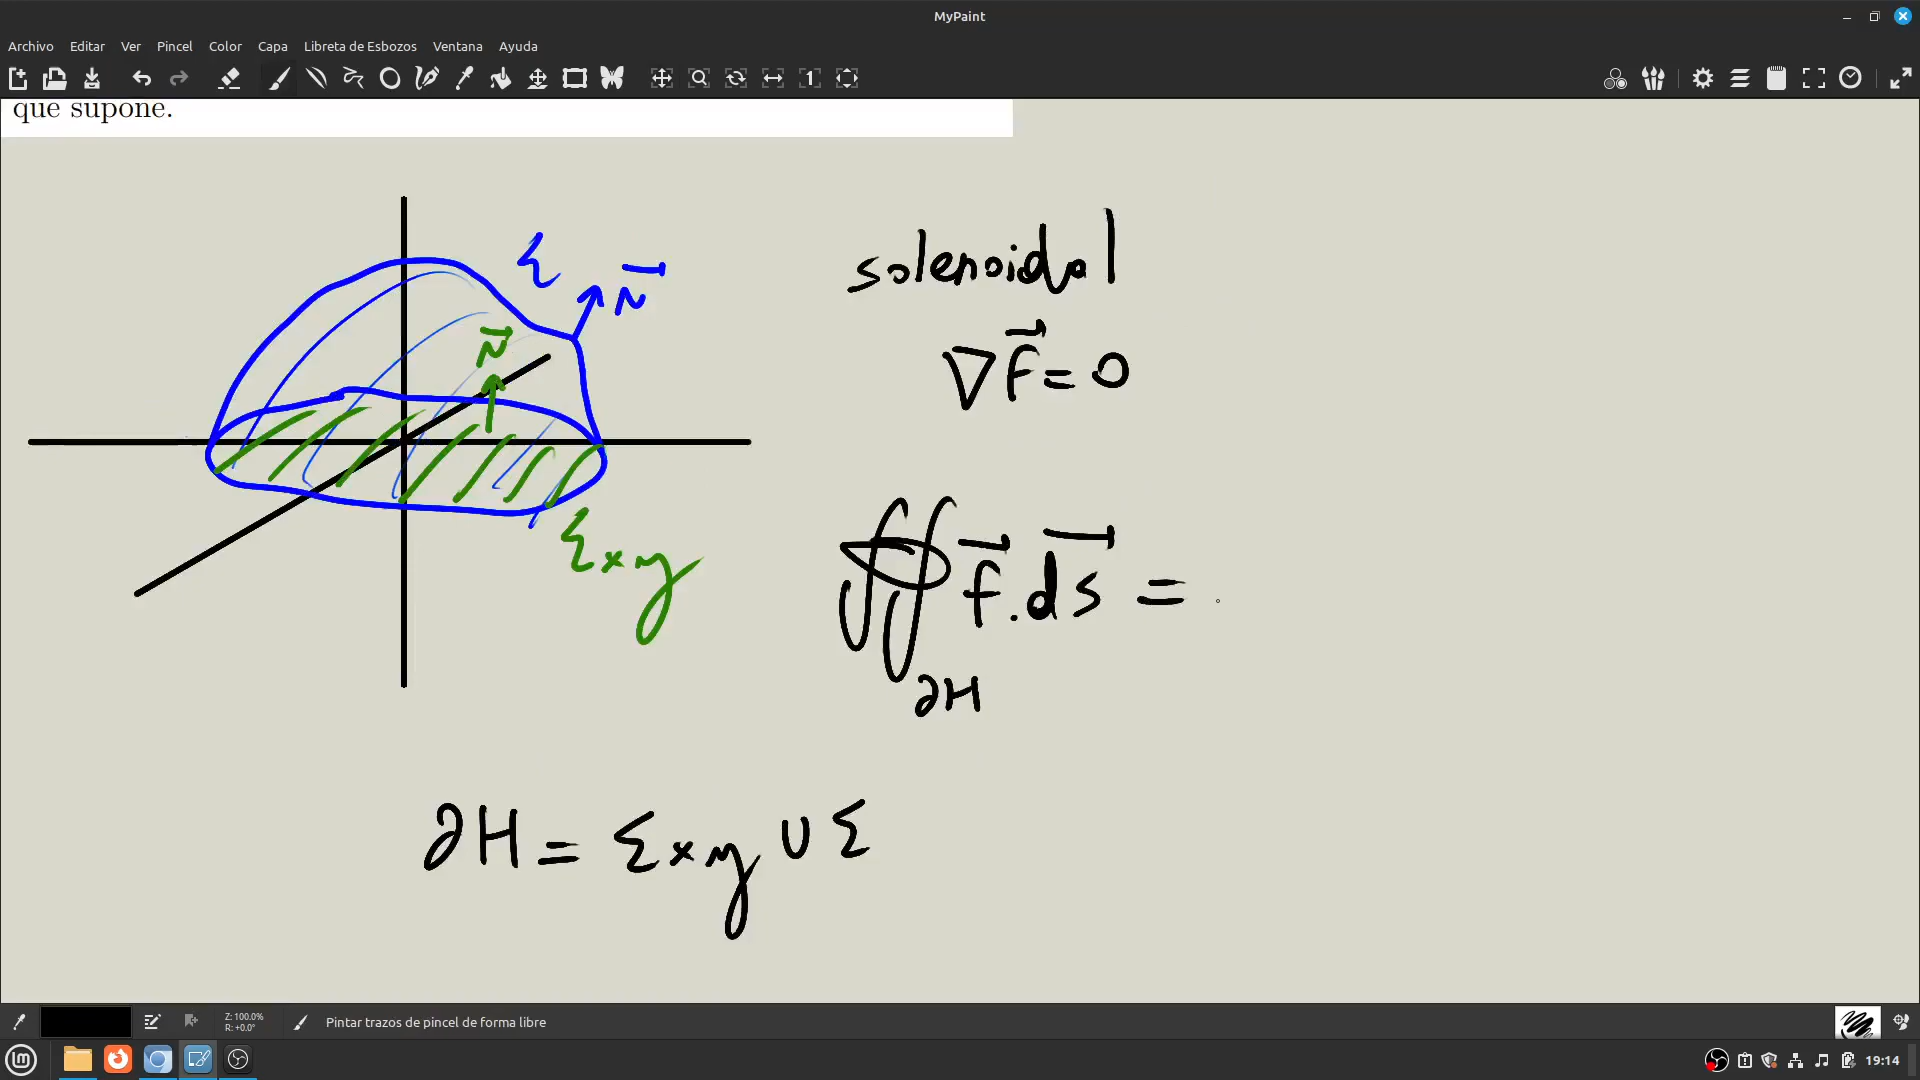 MyPaint
Archivo Editar Ver Pincel Color Capa Libreta de Esbozos Ventana Ayuda
que supone.
Σ
N⃗
N⃗
Σxy
solenoidal
∇F⃗ = 0
∯ f⃗ . ds⃗ =
∂H
∂H = Σxy ∪ Σ
Z: 100.0%
R: +0.0°
Pintar trazos de pincel de forma libre
19:14